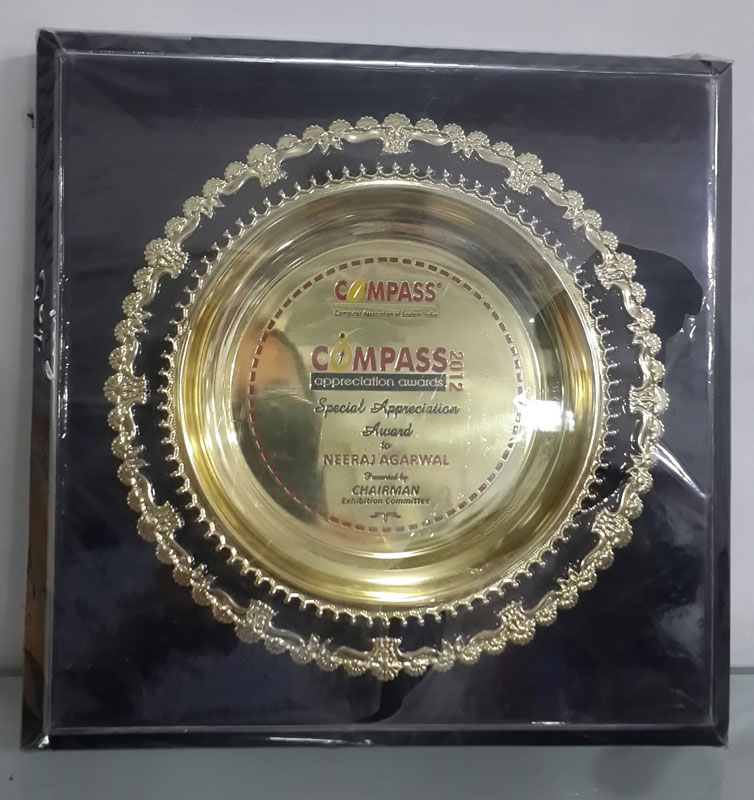 COMPASS®
Computer Association of Eastern India
COMPASS 2012
appreciation awards
Special Appreciation
Award
to
NEERAJ AGARWAL
Presented by
CHAIRMAN
Exhibition Committee